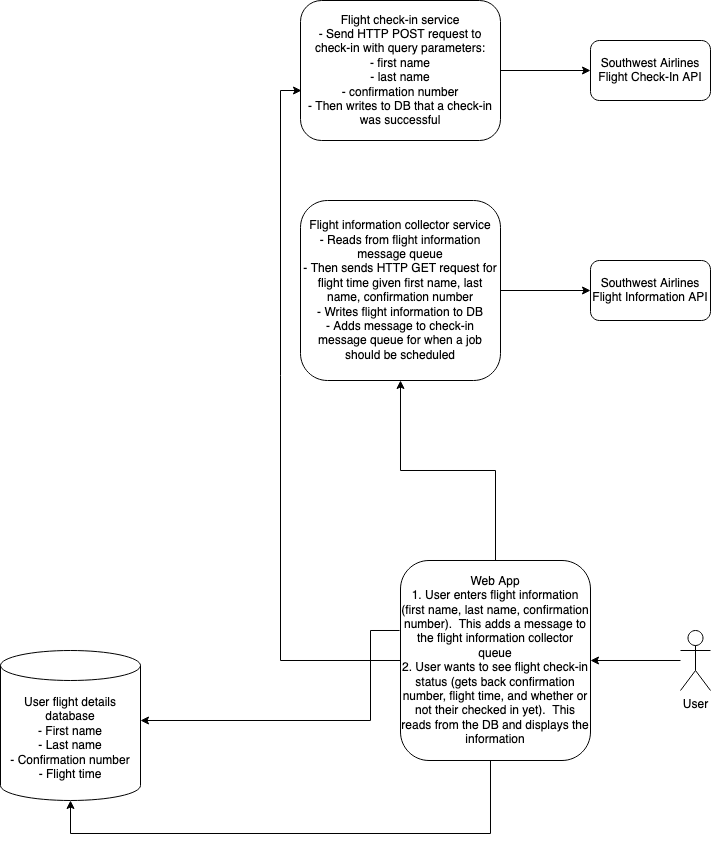 Flight check-in service
- Send HTTP POST request to
check-in with query parameters:
- first name
- last name
- confirmation number
- Then writes to DB that a check-in
was successful
Southwest Airlines
Flight Check-In API
Flight information collector service
- Reads from flight information
message queue
- Then sends HTTP GET request for
flight time given first name, last
name, confirmation number
- Writes flight information to DB
- Adds message to check-in
message queue for when a job
should be scheduled
Southwest Airlines
Flight Information API
Web App
1. User enters flight information
(first name, last name, confirmation
number).  This adds a message to
the flight information collector
queue
2. User wants to see flight check-in
status (gets back confirmation
number, flight time, and whether or
not their checked in yet).  This
reads from the DB and displays the
information
User
User flight details
database
- First name
- Last name
- Confirmation number
- Flight time